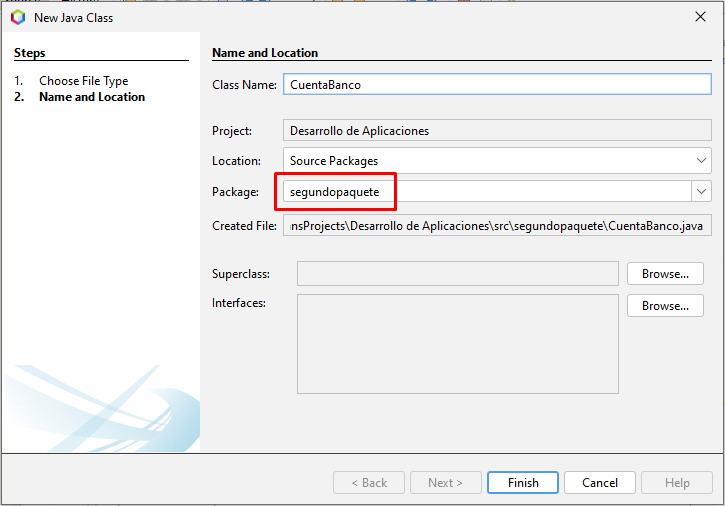 New Java Class
Steps
1. Choose File Type
2. Name and Location
Name and Location
Class Name: CuentaBanco
Project: Desarrollo de Aplicaciones
Location: Source Packages
Package: segundopaquete
Created File: nsProjects\Desarrollo de Aplicaciones\src\segundopaquete\CuentaBanco.java
Superclass: Browse...
Interfaces: Browse...
< Back Next > Finish Cancel Help